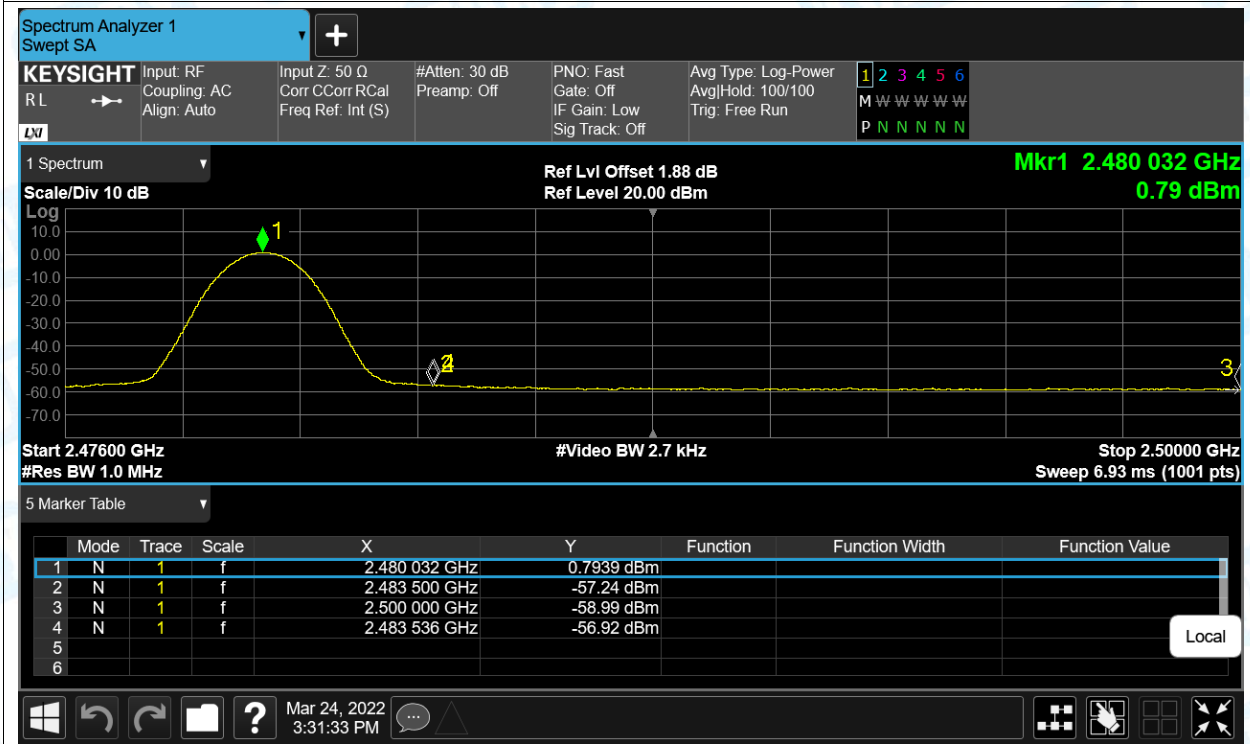 Spectrum Analyzer 1
Swept SA
+
KEYSIGHT
R L
LXI
Input: RF
Coupling: AC
Align: Auto
Input Z: 50 Ω
Corr CCorr RCal
Freq Ref: Int (S)
#Atten: 30 dB
Preamp: Off
PNO: Fast
Gate: Off
IF Gain: Low
Sig Track: Off
Avg Type: Log-Power
Avg|Hold: 100/100
Trig: Free Run
1 2 3 4 5 6
M W W W W W
P N N N N N
1 Spectrum
Scale/Div 10 dB
Ref Lvl Offset 1.88 dB
Ref Level 20.00 dBm
Mkr1 2.480 032 GHz
0.79 dBm
Log
10.0
0.00
-10.0
-20.0
-30.0
-40.0
-50.0
-60.0
-70.0
1
3
Start 2.47600 GHz
#Video BW 2.7 kHz
Stop 2.50000 GHz
#Res BW 1.0 MHz
Sweep 6.93 ms (1001 pts)
5 Marker Table
Mode Trace Scale X Y Function Function Width Function Value
1 N 1 f 2.480 032 GHz 0.7939 dBm
2 N 1 f 2.483 500 GHz -57.24 dBm
3 N 1 f 2.500 000 GHz -58.99 dBm
4 N 1 f 2.483 536 GHz -56.92 dBm
5
6
Local
?
Mar 24, 2022
3:31:33 PM